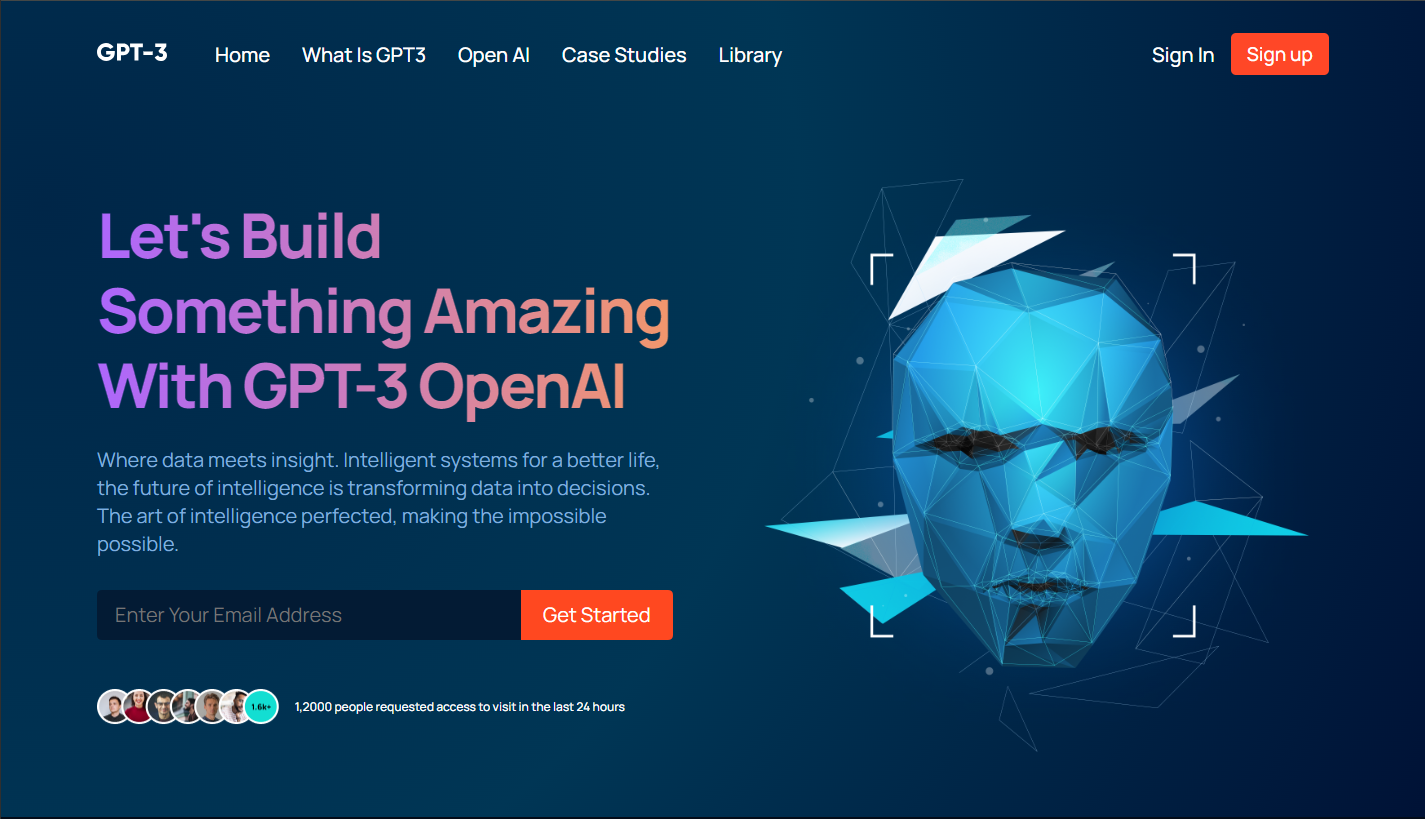 GPT-3 Home What Is GPT3 Open AI Case Studies Library Sign In Sign up
Let's Build
Something Amazing
With GPT-3 OpenAI
Where data meets insight. Intelligent systems for a better life,
the future of intelligence is transforming data into decisions.
The art of intelligence perfected, making the impossible
possible.
Enter Your Email Address Get Started
1.6k+ 1,2000 people requested access to visit in the last 24 hours